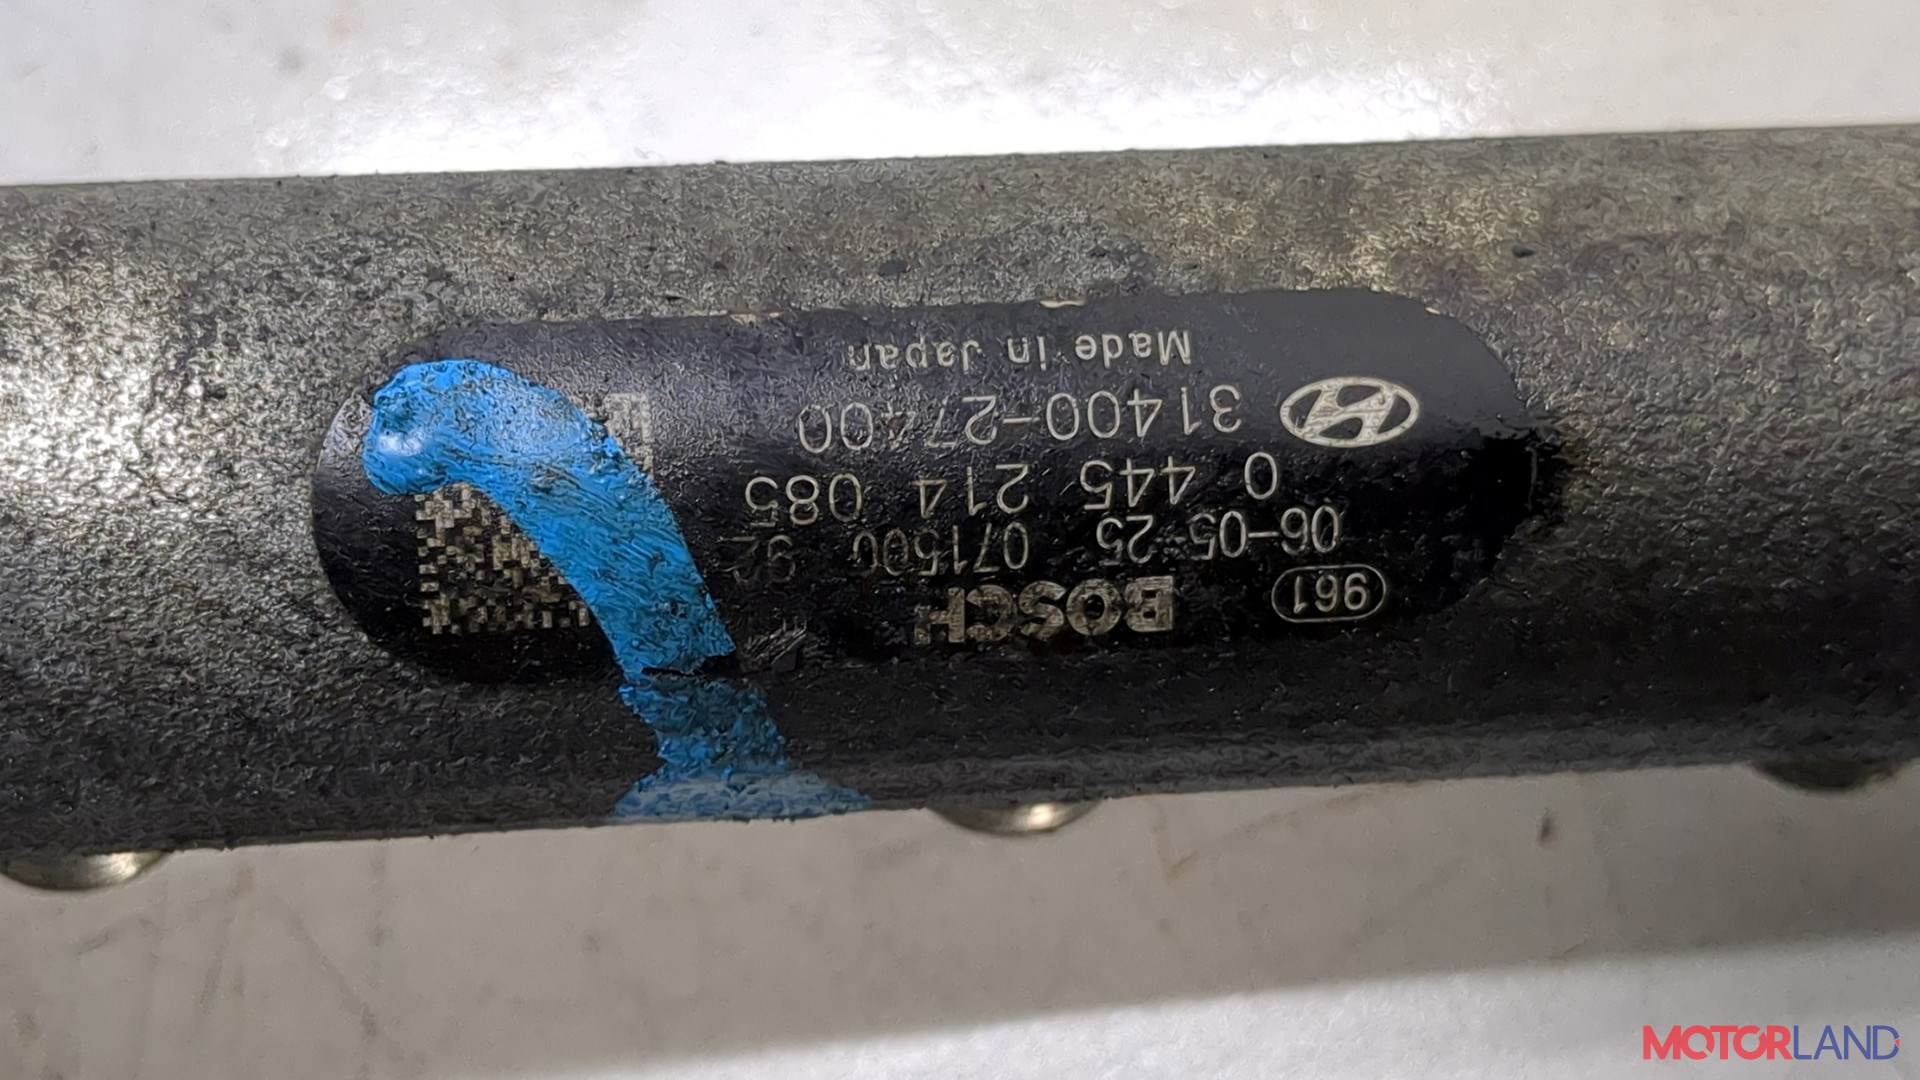 961 BOSCH
06-05-25 071500 92
0 445 214 085
31400-27400
Made in Japan
MOTORLAND